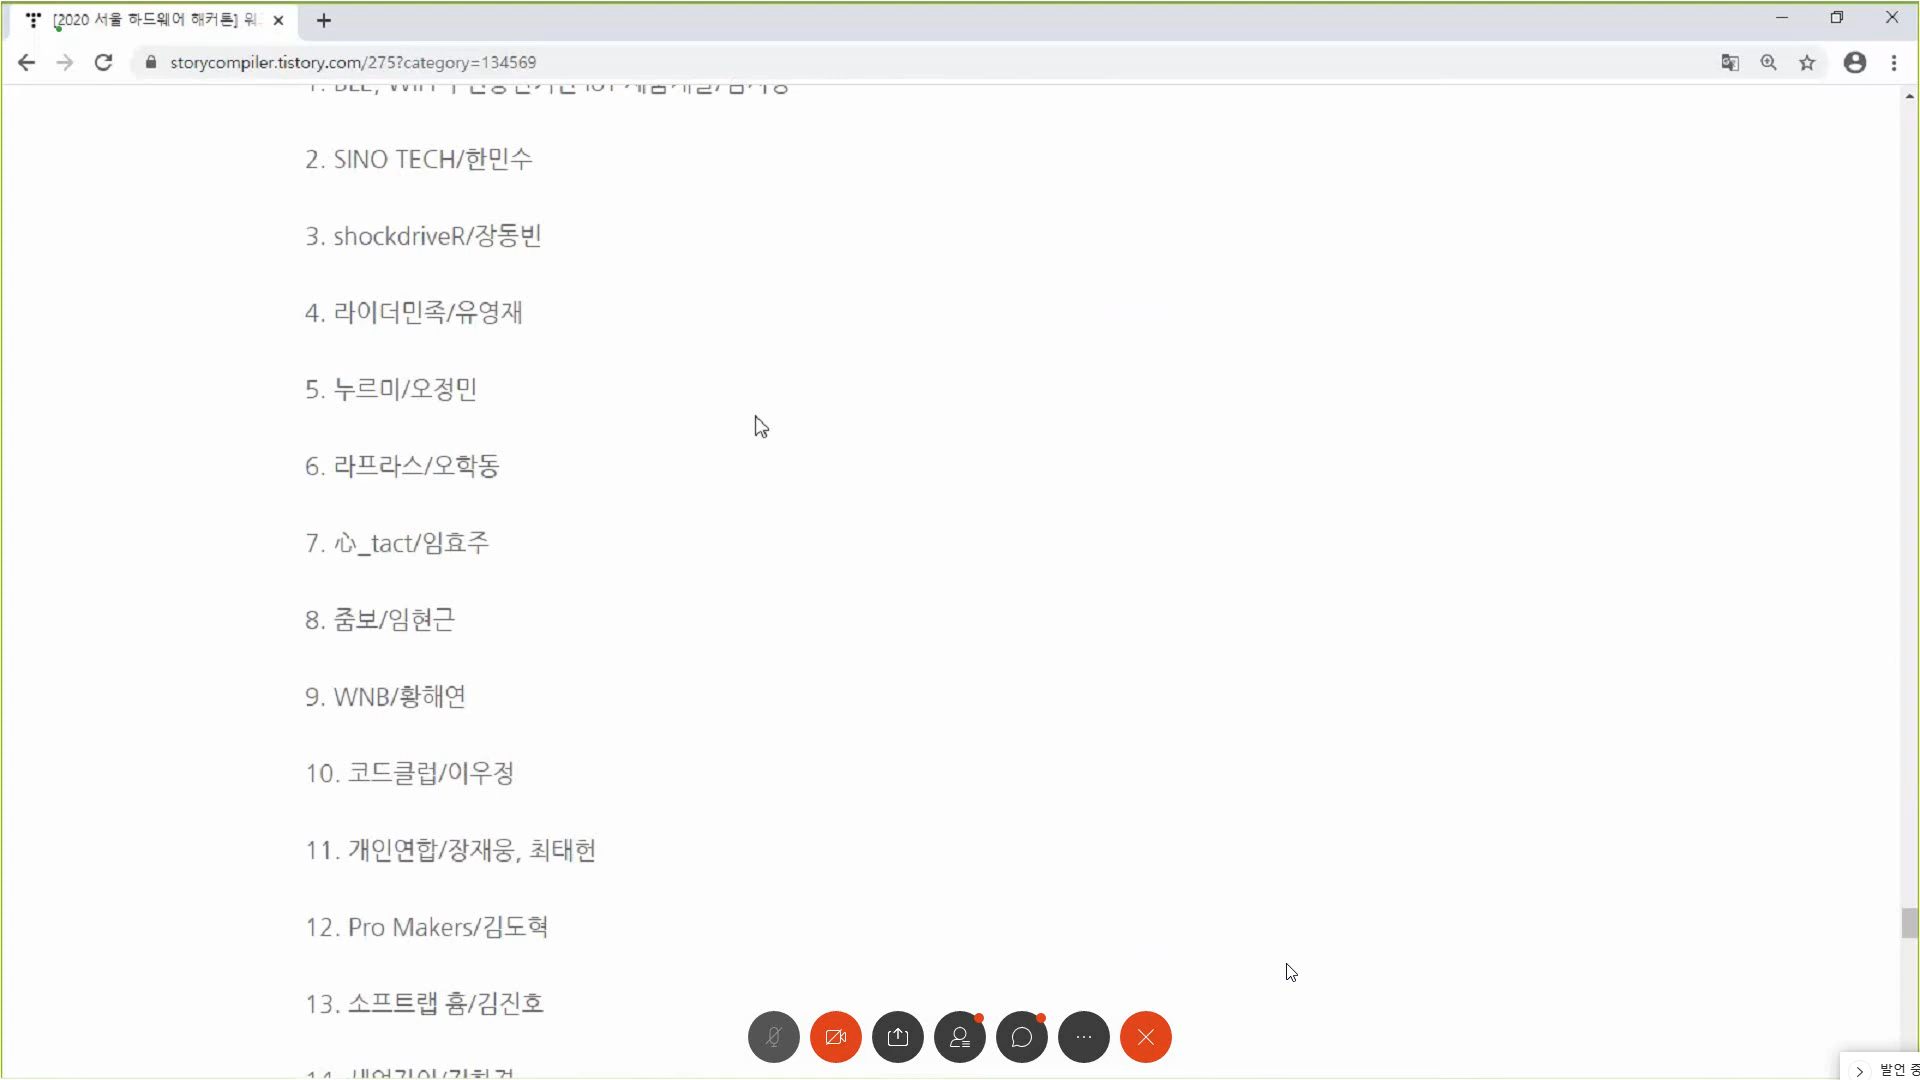 [2020 서울 하드웨어 해커톤] 워
storycompiler.tistory.com/275?category=134569
2. SINO TECH/한민수
3. shockdriveR/장동빈
4. 라이더민족/유영재
5. 누르미/오정민
6. 라프라스/오학동
7. 心_tact/임효주
8. 줌보/임현근
9. WNB/황해연
10. 코드클럽/이우정
11. 개인연합/장재웅, 최태헌
12. Pro Makers/김도혁
13. 소프트랩 흄/김진호
발언 중